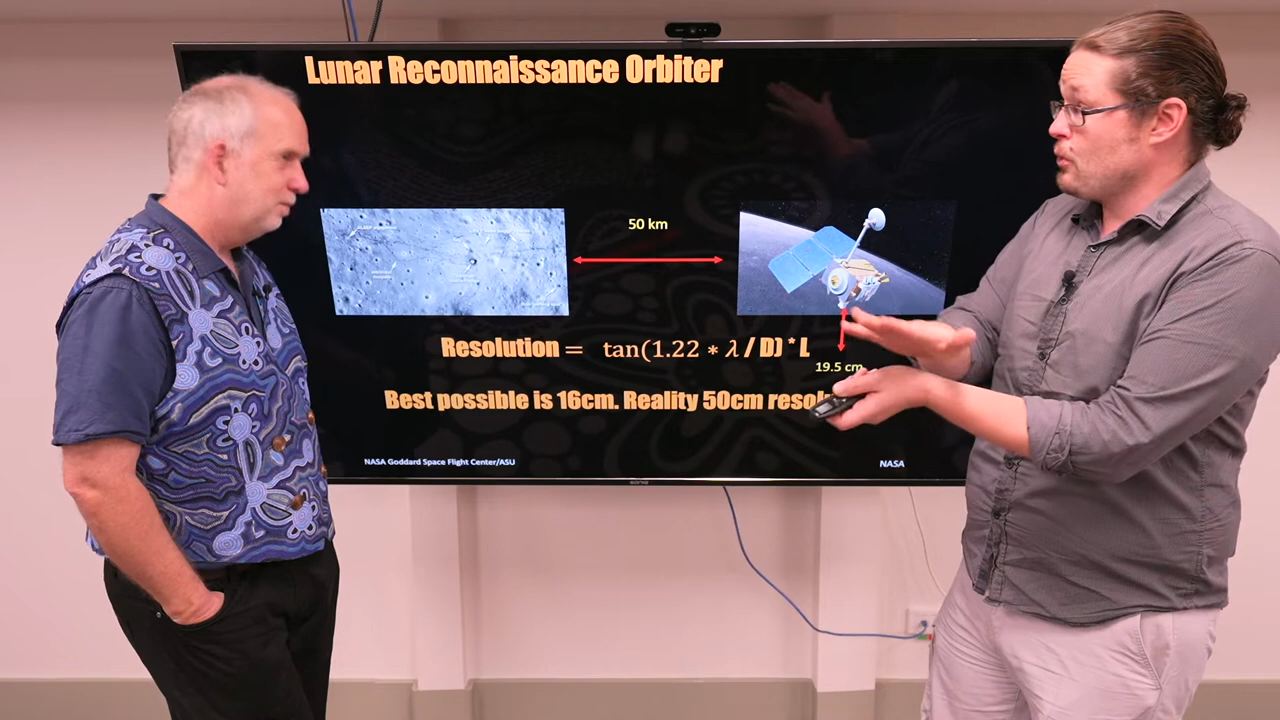 Lunar Reconnaissance Orbiter
50 km
Resolution = tan(1.22 * λ / D) * L
19.5 cm
Best possible is 16cm. Reality 50cm
NASA Goddard Space Flight Center/ASU
NASA